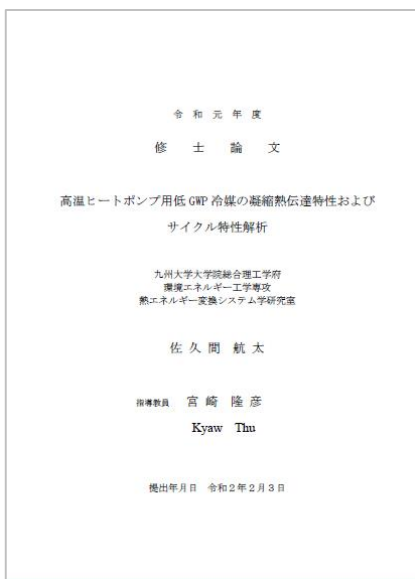 令和元年度
修士論文
高温ヒートポンプ用低 GWP 冷媒の凝縮熱伝達特性および
サイクル特性解析
九州大学大学院総合理工学府
環境エネルギー工学専攻
熱エネルギー変換システム学研究室
佐久間 航太
指導教員 宮崎 隆彦
Kyaw Thu
提出年月日 令和2年2月3日